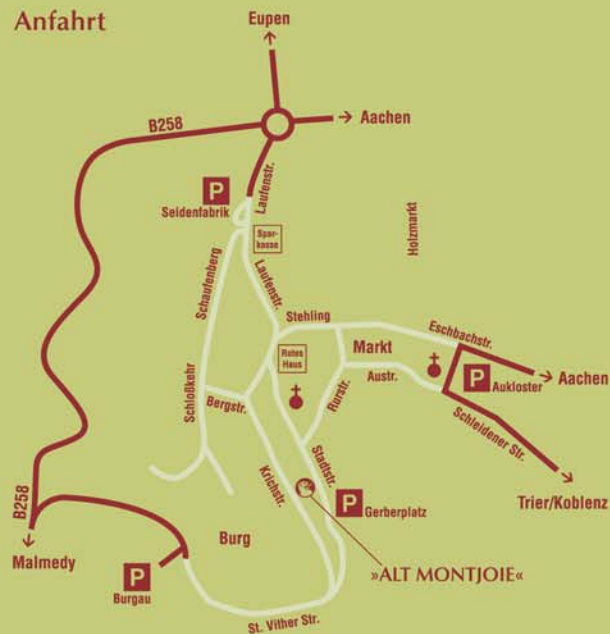 Anfahrt
Eupen
Aachen
B258
Laufenstr.
P
Seidenfabrik
Spar-
kasse
Holzmarkt
Schaufenberg
Laufenstr.
Stehling
Eschbachstr.
Rotes
Haus
Markt
Aachen
Schloßkehr
Austr.
P
Aukloster
Bergstr.
Rurstr.
Schleidener Str.
Krichstr.
Stadtstr.
Trier/Koblenz
B258
P
Gerberplatz
Malmedy
Burg
»ALT MONTJOIE«
P
Burgau
St. Vither Str.